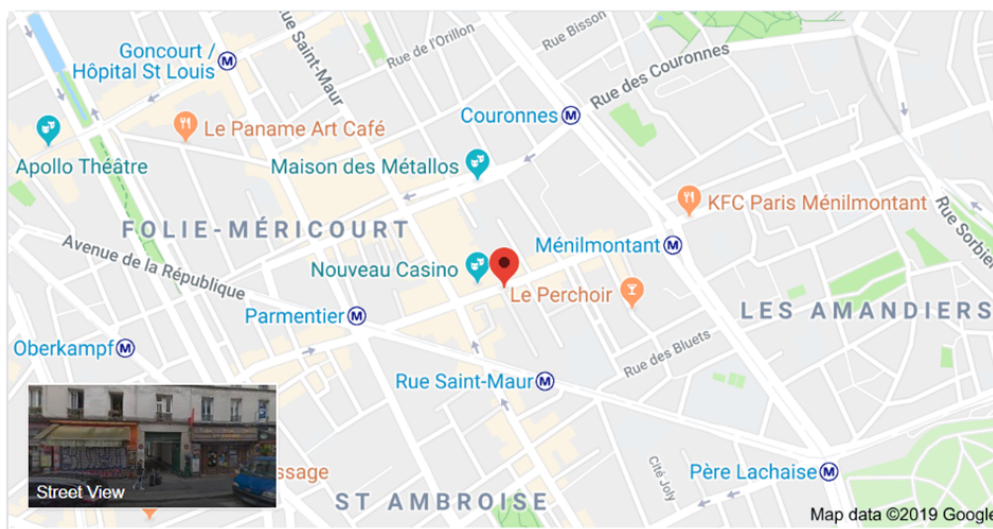 Goncourt /
Hôpital St Louis
Rue Saint-Maur
Rue de l'Orillon
Rue Bisson
Rue des Couronnes
Couronnes
Le Paname Art Café
Apollo Théâtre
Maison des Métallos
KFC Paris Ménilmontant
Rue Sorbier
FOLIE-MÉRICOURT
Avenue de la République
Ménilmontant
Nouveau Casino
Le Perchoir
LES AMANDIERS
Parmentier
Oberkampf
Rue des Bluets
Rue Saint-Maur
Père Lachaise
Cité Joly
ssage
ST AMBROISE
Street View
Map data ©2019 Google